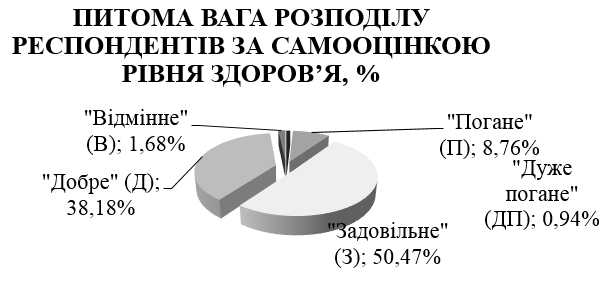 ПИТОМА ВАГА РОЗПОДІЛУ
РЕСПОНДЕНТІВ ЗА САМООЦІНКОЮ
РІВНЯ ЗДОРОВ’Я, %
"Відмінне"
(В); 1,68%
"Погане"
(П); 8,76%
"Добре" (Д);
38,18%
"Дуже
погане"
(ДП); 0,94%
"Задовільне"
(З); 50,47%